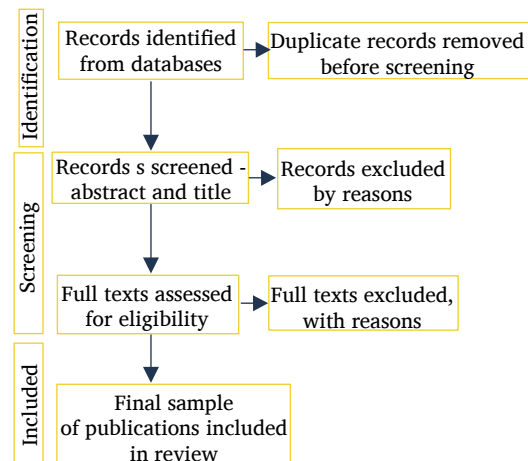 Identification
Records identified
from databases
Duplicate records removed
before screening
Screening
Records s screened -
abstract and title
Records excluded
by reasons
Full texts assessed
for eligibility
Full texts excluded,
with reasons
Included
Final sample
of publications included
in review